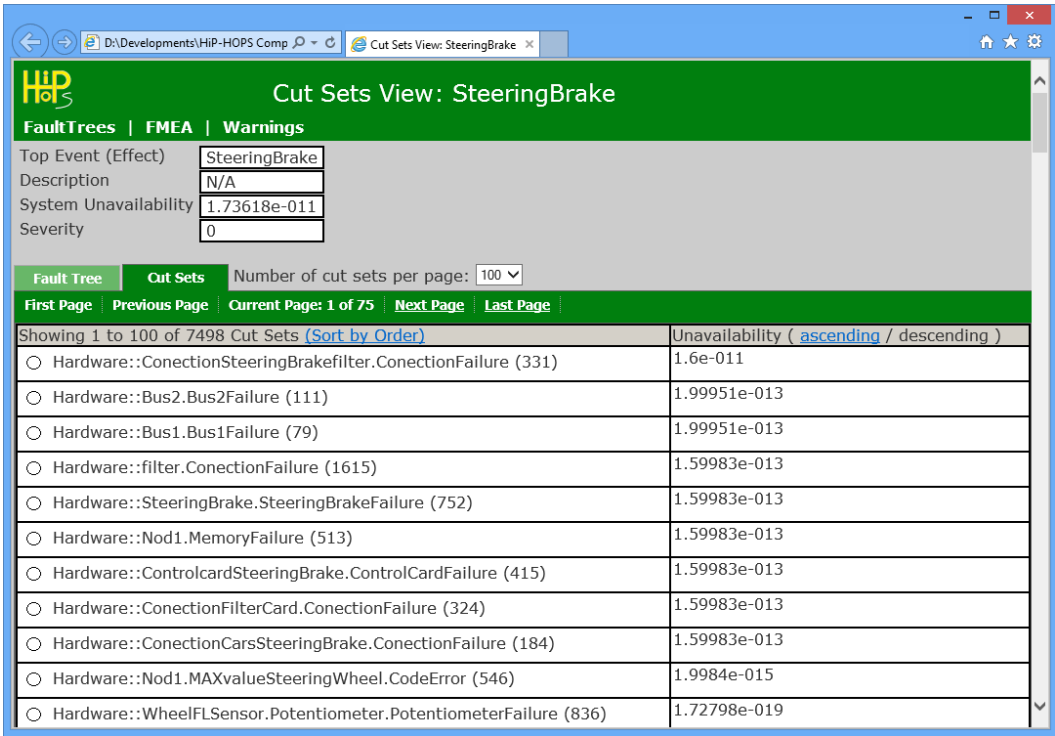 D:\Developments\HiP-HOPS Comp
Cut Sets View: SteeringBrake
HiP HOPS
Cut Sets View: SteeringBrake
FaultTrees | FMEA | Warnings
Top Event (Effect) SteeringBrake
Description N/A
System Unavailability 1.73618e-011
Severity 0
Fault Tree Cut Sets Number of cut sets per page: 100
First Page Previous Page Current Page: 1 of 75 Next Page Last Page
Showing 1 to 100 of 7498 Cut Sets (Sort by Order) Unavailability ( ascending / descending )
Hardware::ConectionSteeringBrakefilter.ConectionFailure (331) 1.6e-011
Hardware::Bus2.Bus2Failure (111) 1.99951e-013
Hardware::Bus1.Bus1Failure (79) 1.99951e-013
Hardware::filter.ConectionFailure (1615) 1.59983e-013
Hardware::SteeringBrake.SteeringBrakeFailure (752) 1.59983e-013
Hardware::Nod1.MemoryFailure (513) 1.59983e-013
Hardware::ControlcardSteeringBrake.ControlCardFailure (415) 1.59983e-013
Hardware::ConectionFilterCard.ConectionFailure (324) 1.59983e-013
Hardware::ConectionCarsSteeringBrake.ConectionFailure (184) 1.59983e-013
Hardware::Nod1.MAXvalueSteeringWheel.CodeError (546) 1.9984e-015
Hardware::WheelFLSensor.Potentiometer.PotentiometerFailure (836) 1.72798e-019